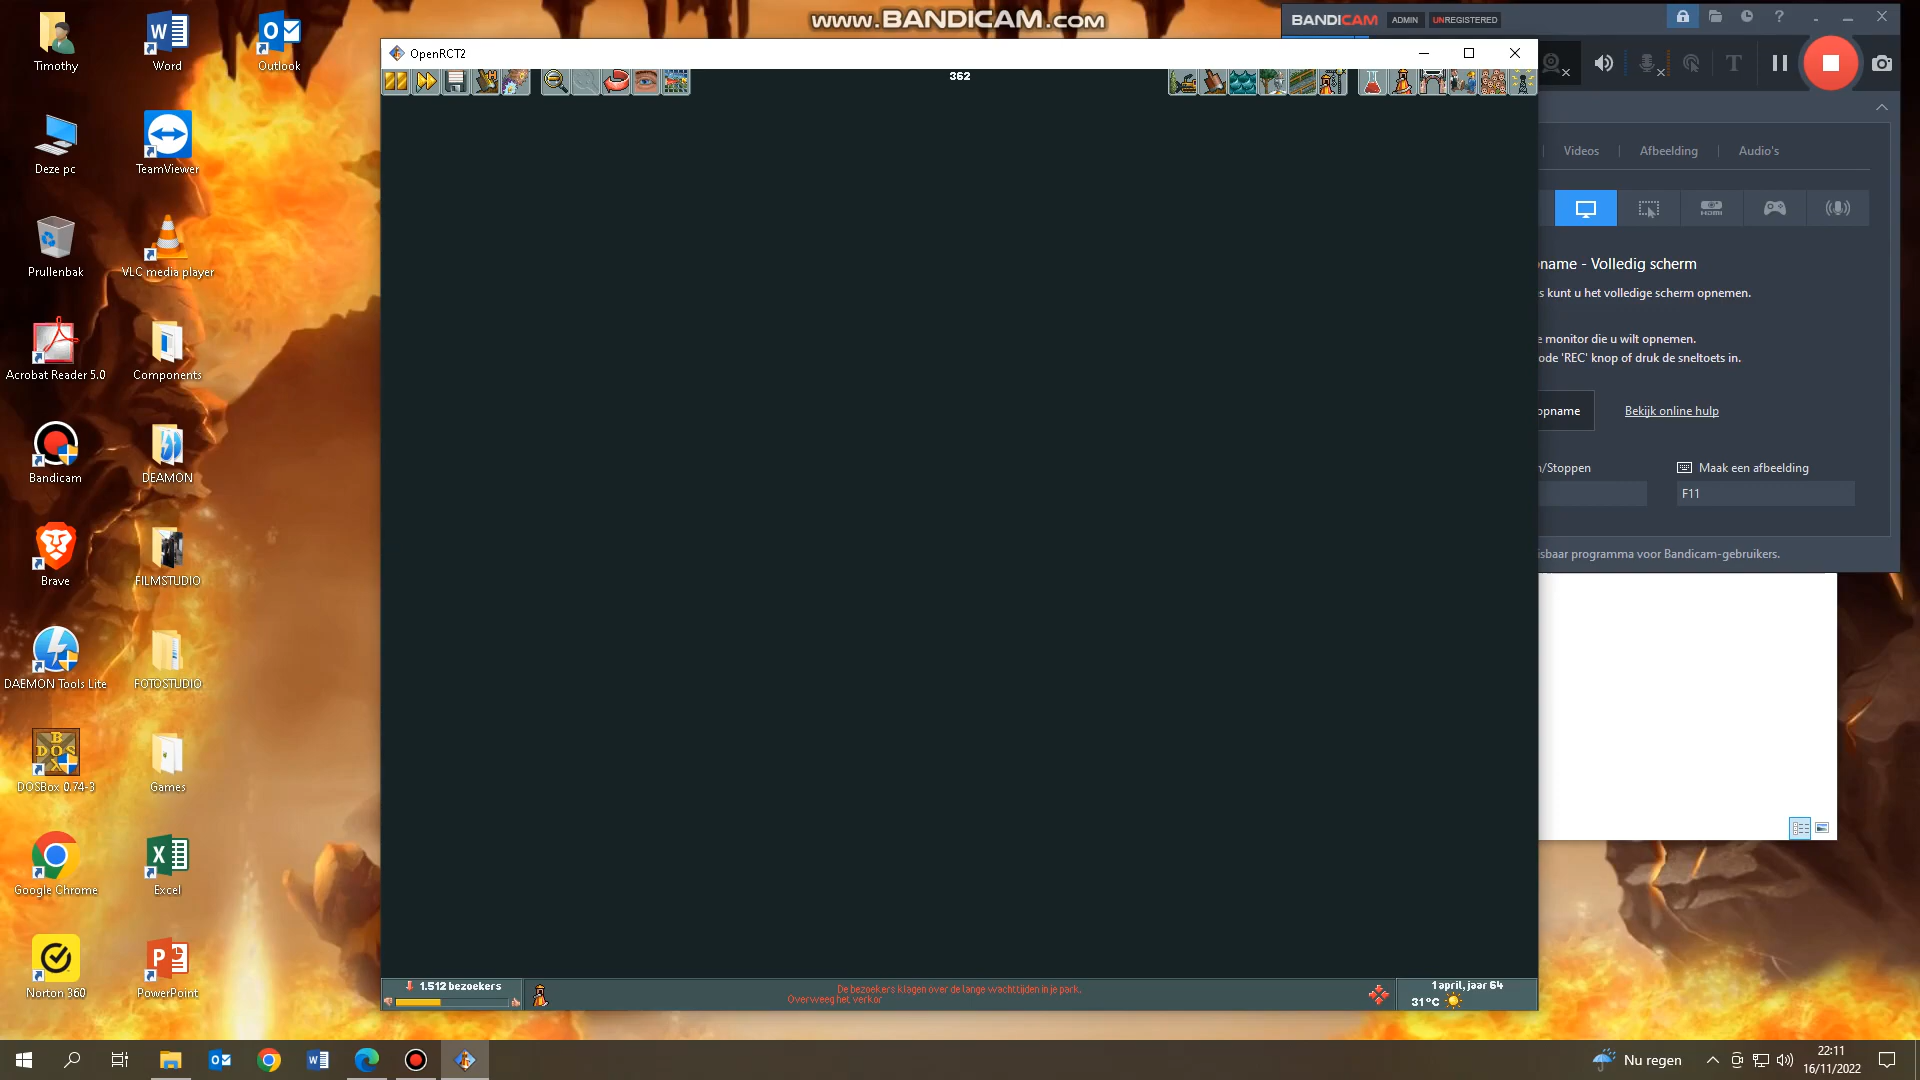 www.BANDICAM.com
BANDICAM ADMIN UNREGISTERED
OpenRCT2
362
Videos
Afbeelding
Audio's
HDMI
name - Volledig scherm
s kunt u het volledige scherm opnemen.
e monitor die u wilt opnemen.
ode 'REC' knop of druk de sneltoets in.
opname
Bekijk online hulp
n/Stoppen
Maak een afbeelding
F11
isbaar programma voor Bandicam-gebruikers.
Timothy
Word
Outlook
Deze pc
TeamViewer
Prullenbak
VLC media player
Acrobat Reader 5.0
Components
Bandicam
DEAMON
Brave
FILMSTUDIO
DAEMON Tools Lite
FOTOSTUDIO
DOSBox 0.74-3
Games
Google Chrome
Excel
Norton 360
PowerPoint
1.512 bezoekers
De bezoekers klagen over de lange wachttijden in je park.
Overweeg het verkor
1 april, jaar 64
31°C
Nu regen
22:11
16/11/2022